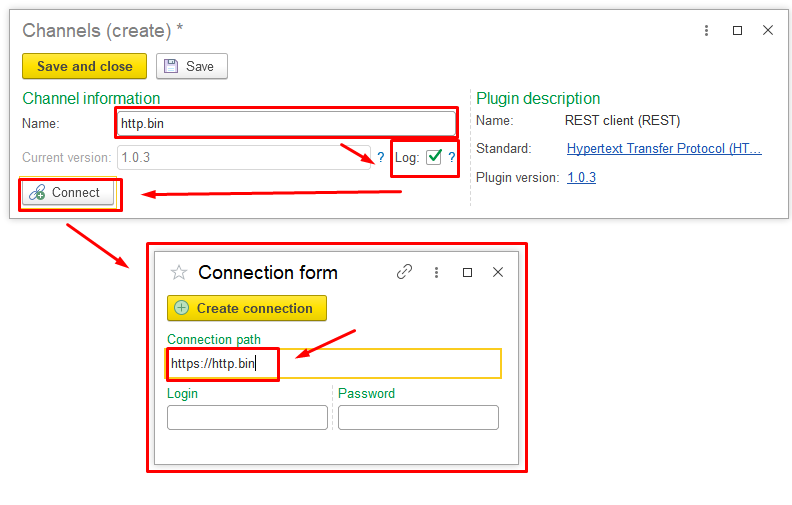 Channels (create) *
Save and close
Save
Channel information
Name:
http.bin
Current version:
1.0.3
?
Log:
?
Connect
Plugin description
Name:
REST client (REST)
Standard:
Hypertext Transfer Protocol (HT...
Plugin version:
1.0.3
Connection form
Create connection
Connection path
https://http.bin
Login
Password